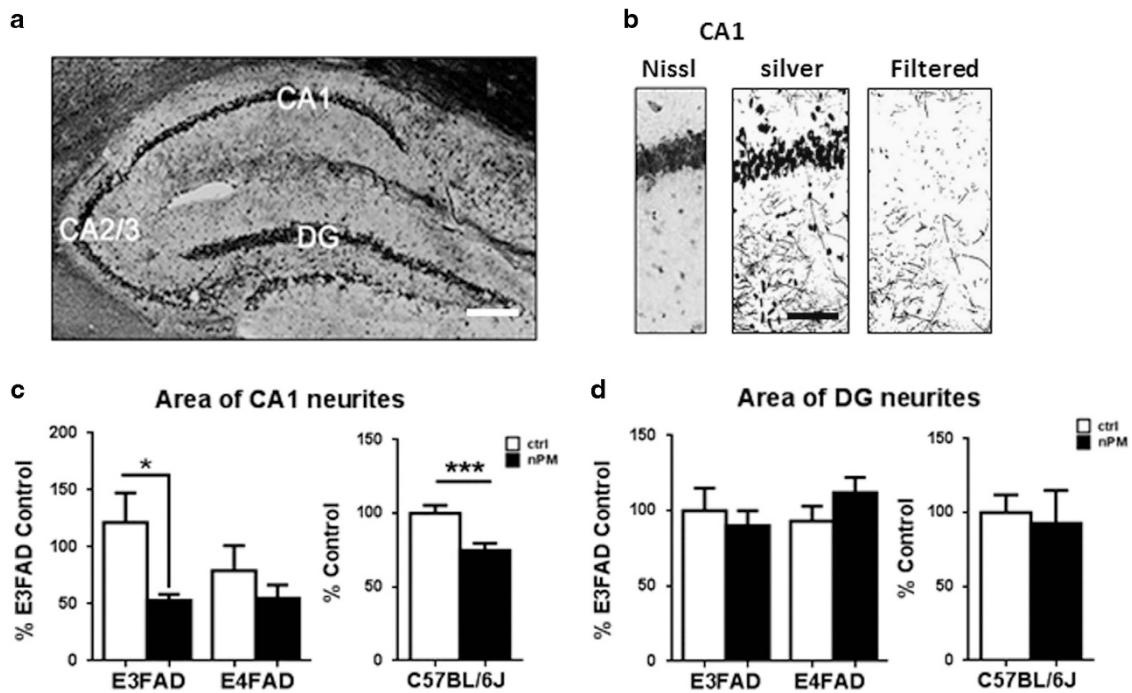 a
CA1
CA2/3
DG
b
CA1
Nissl
silver
Filtered
c
Area of CA1 neurites
% E3FAD Control
200
150
100
50
0
*
E3FAD
E4FAD
% Control
150
100
50
0
***
C57BL/6J
ctrl
nPM
d
Area of DG neurites
% E3FAD Control
150
100
50
0
E3FAD
E4FAD
% Control
150
100
50
0
C57BL/6J
ctrl
nPM